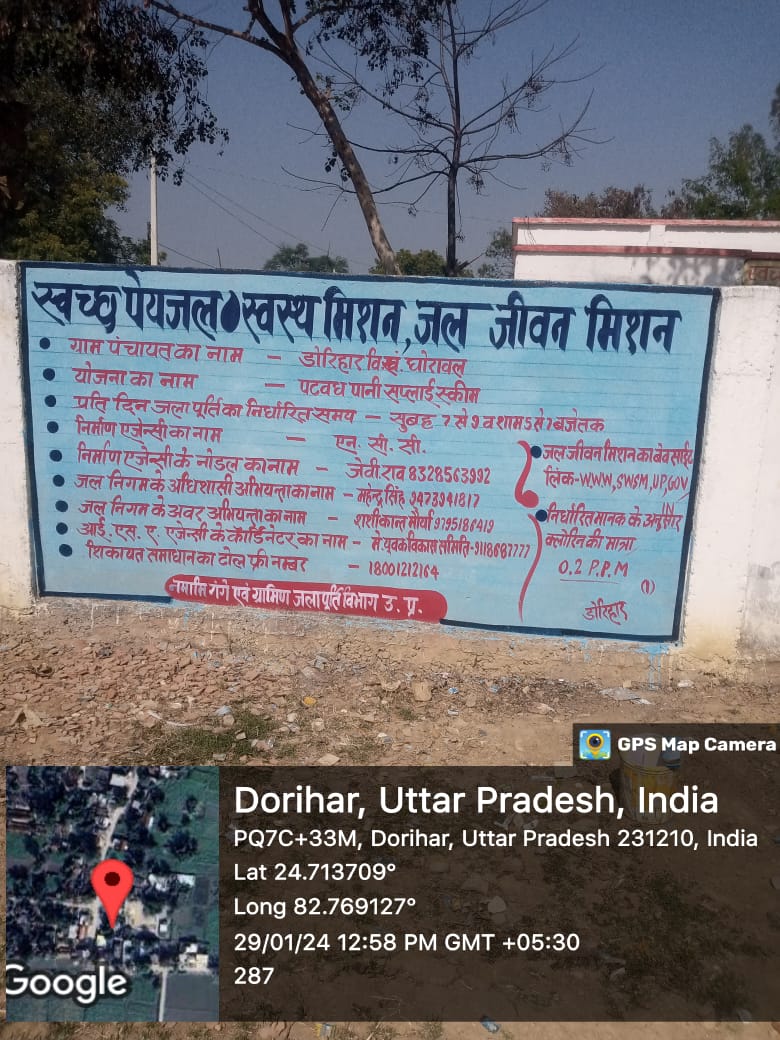 स्वच्छ पेयजल स्वस्थ मिशन, जल जीवन मिशन
• ग्राम पंचायत का नाम – डोरिहार वि.खं. घोरावल
• योजना का नाम – पटवध पानी सप्लाई स्कीम
• प्रति दिन जला पूर्ति का निर्धारित समय – सुबह 7 से 9 व शाम 5 से 7 बजे तक
• निर्माण एजेन्सी का नाम – एन. सी. सी.
• निर्माण एजेन्सी के नोडल का नाम – जेवी राव 8328563992
• जल निगम के अधिशासी अभियन्ता का नाम – महेन्द्र सिंह 9473941817
• जल निगम के अवर अभियन्ता का नाम – शशीकान्त मौर्या 9795186419
• आई. एस. ए. एजेन्सी के कॉर्डिनेटर का नाम – मे. युवक विकास समिति-9118687777
• शिकायत समाधान का टोल फ्री नम्बर – 18001212164
• जल जीवन मिशन का वेब साईट
लिंक-WWW,SWSM,UP,GOV
• निर्धारित मानक के अनुसार
क्लोरिन की मात्रा
0.2 P.P.M
(1)
डोरिहार
नमामि गंगे एवं ग्रामिण जला पूर्ति विभाग उ. प्र.
GPS Map Camera
Dorihar, Uttar Pradesh, India
PQ7C+33M, Dorihar, Uttar Pradesh 231210, India
Lat 24.713709°
Long 82.769127°
29/01/24 12:58 PM GMT +05:30
287
Google